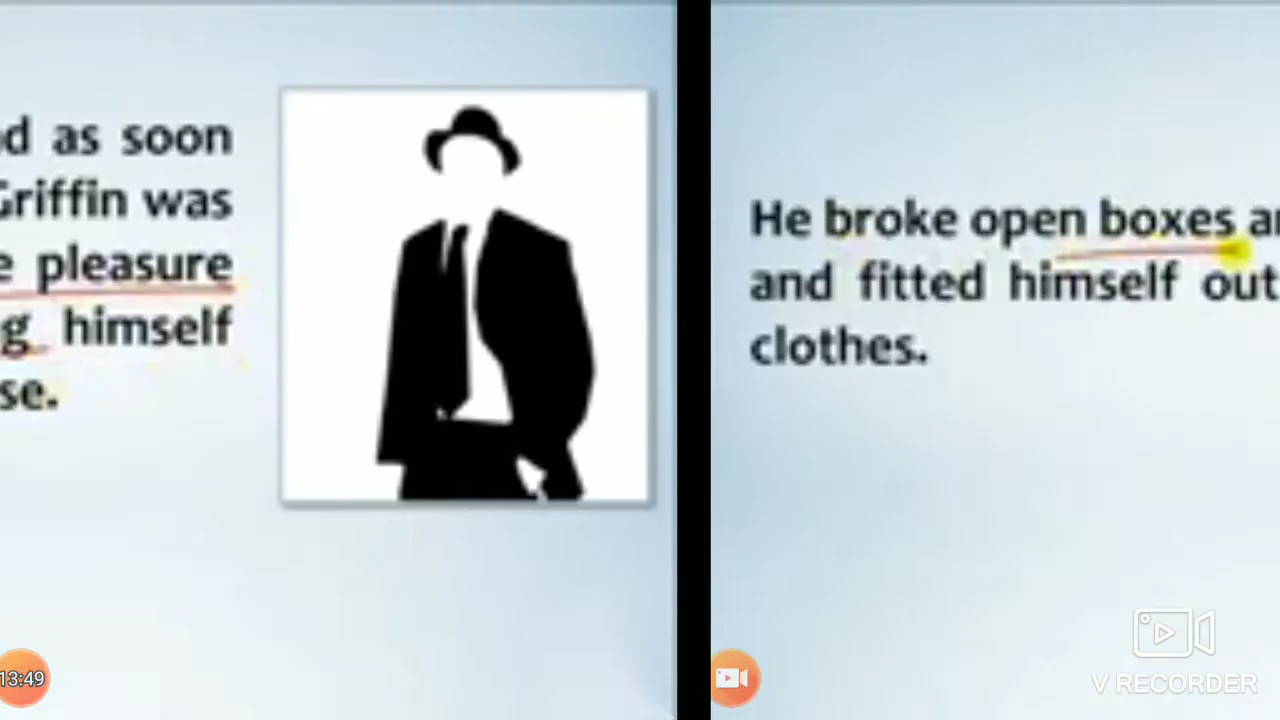 d as soon
Griffin was
e pleasure
g himself
se.
He broke open boxes
and fitted himself out
clothes.
13:49
V RECORDER